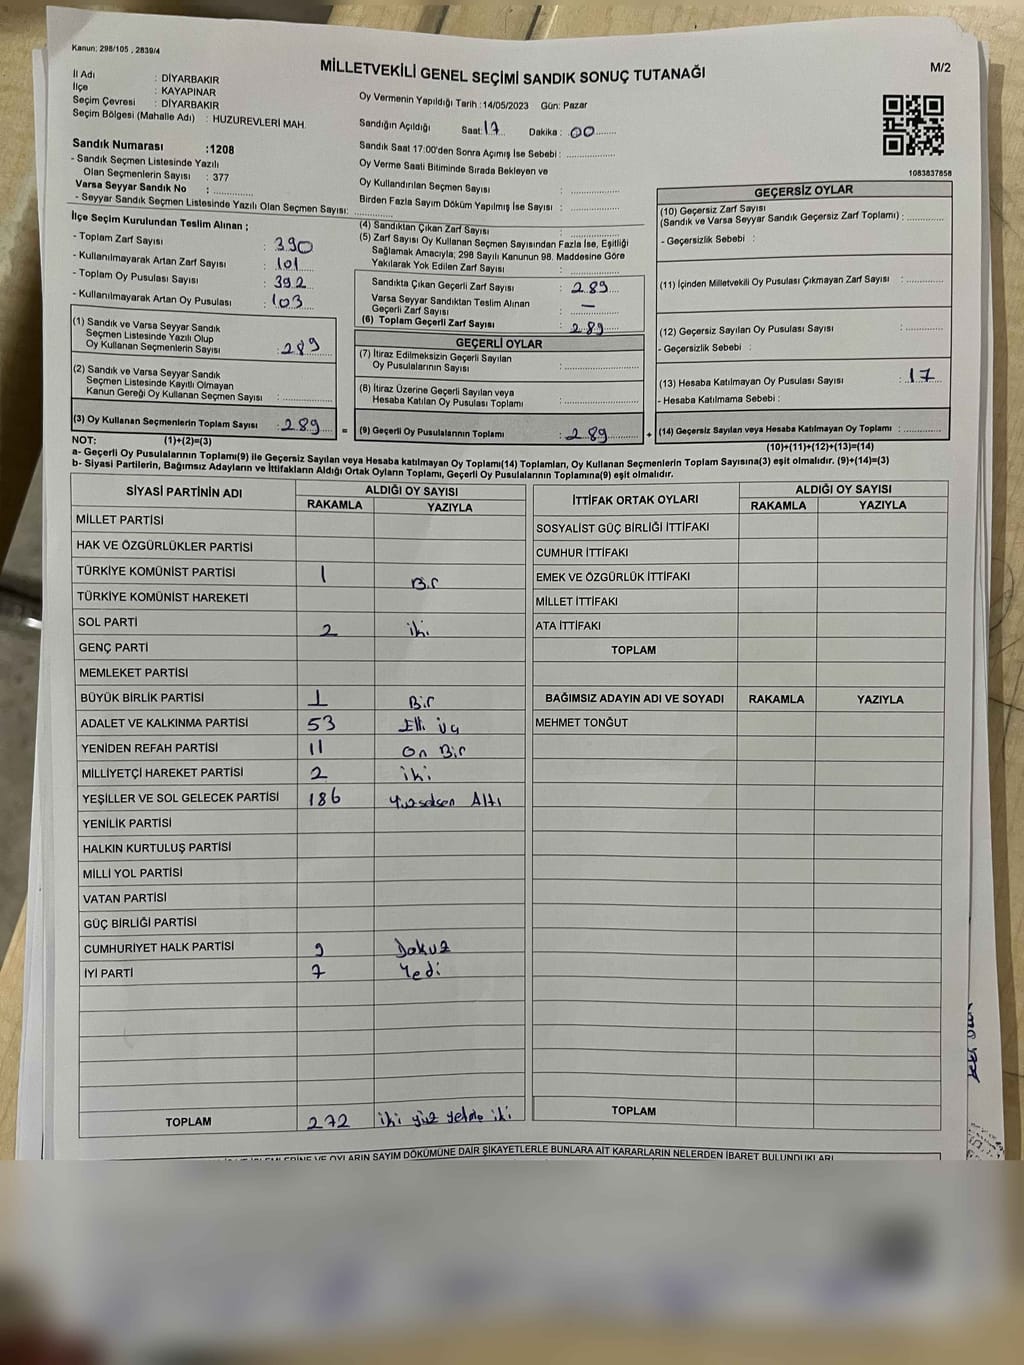 Kanun: 298/105 , 2839/4
MİLLETVEKİLİ GENEL SEÇİMİ SANDIK SONUÇ TUTANAĞI
M/2
İl Adı : DİYARBAKIR
İlçe : KAYAPINAR
Seçim Çevresi : DİYARBAKIR
Seçim Bölgesi (Mahalle Adı) : HUZUREVLERİ MAH.
Sandık Numarası :1208
- Sandık Seçmen Listesinde Yazılı
Olan Seçmenlerin Sayısı : 377
Varsa Seyyar Sandık No :
- Seyyar Sandık Seçmen Listesinde Yazılı Olan Seçmen Sayısı:
Oy Vermenin Yapıldığı Tarih :14/05/2023 Gün: Pazar
Sandığın Açıldığı Saat: 17 Dakika : 00
Sandık Saat 17:00'den Sonra Açımış İse Sebebi :
Oy Verme Saati Bitiminde Sırada Bekleyen ve
Oy Kullandırılan Seçmen Sayısı :
Birden Fazla Sayım Döküm Yapılmış İse Sayısı :
1083837858
İlçe Seçim Kurulundan Teslim Alınan ;
- Toplam Zarf Sayısı : 390
- Kullanılmayarak Artan Zarf Sayısı : 101
- Toplam Oy Pusulası Sayısı : 392
- Kullanılmayarak Artan Oy Pusulası : 103
(1) Sandık ve Varsa Seyyar Sandık
Seçmen Listesinde Yazılı Olup
Oy Kullanan Seçmenlerin Sayısı : 289
(2) Sandık ve Varsa Seyyar Sandık
Seçmen Listesinde Kayıtlı Olmayan
Kanun Gereği Oy Kullanan Seçmen Sayısı :
(3) Oy Kullanan Seçmenlerin Toplam Sayısı : 289 =
(4) Sandıktan Çıkan Zarf Sayısı :
(5) Zarf Sayısı Oy Kullanan Seçmen Sayısından Fazla İse, Eşitliği
Sağlamak Amacıyla; 298 Sayılı Kanunun 98. Maddesine Göre
Yakılarak Yok Edilen Zarf Sayısı :
Sandıkta Çıkan Geçerli Zarf Sayısı : 289
Varsa Seyyar Sandıktan Teslim Alınan
Geçerli Zarf Sayısı : —
(6) Toplam Geçerli Zarf Sayısı : 289
GEÇERLİ OYLAR
(7) İtiraz Edilmeksizin Geçerli Sayılan
Oy Pusulalarının Sayısı :
(8) İtiraz Üzerine Geçerli Sayılan veya
Hesaba Katılan Oy Pusulası Toplamı :
(9) Geçerli Oy Pusulalarının Toplamı : 289 +
GEÇERSİZ OYLAR
(10) Geçersiz Zarf Sayısı
(Sandık ve Varsa Seyyar Sandık Geçersiz Zarf Toplamı) :
- Geçersizlik Sebebi :
(11) İçinden Milletvekili Oy Pusulası Çıkmayan Zarf Sayısı :
(12) Geçersiz Sayılan Oy Pusulası Sayısı :
- Geçersizlik Sebebi :
(13) Hesaba Katılmayan Oy Pusulası Sayısı : 17
- Hesaba Katılmama Sebebi :
(14) Geçersiz Sayılan veya Hesaba Katılmayan Oy Toplamı :
NOT: (1)+(2)=(3)
(10)+(11)+(12)+(13)=(14)
a- Geçerli Oy Pusulalarının Toplamı(9) ile Geçersiz Sayılan veya Hesaba katılmayan Oy Toplamı(14) Toplamları, Oy Kullanan Seçmenlerin Toplam Sayısına(3) eşit olmalıdır. (9)+(14)=(3)
b- Siyasi Partilerin, Bağımsız Adayların ve İttifakların Aldığı Ortak Oyların Toplamı, Geçerli Oy Pusulalarının Toplamına(9) eşit olmalıdır.
SİYASİ PARTİNİN ADI ALDIĞI OY SAYISI
RAKAMLA YAZIYLA
MİLLET PARTİSİ
HAK VE ÖZGÜRLÜKLER PARTİSİ
TÜRKİYE KOMÜNİST PARTİSİ 1 Bir
TÜRKİYE KOMÜNİST HAREKETİ
SOL PARTİ 2 iki
GENÇ PARTİ
MEMLEKET PARTİSİ
BÜYÜK BİRLİK PARTİSİ 1 Bir
ADALET VE KALKINMA PARTİSİ 53 Elli üç
YENİDEN REFAH PARTİSİ 11 On Bir
MİLLİYETÇİ HAREKET PARTİSİ 2 iki
YEŞİLLER VE SOL GELECEK PARTİSİ 186 Yüzseksen Altı
YENİLİK PARTİSİ
HALKIN KURTULUŞ PARTİSİ
MİLLİ YOL PARTİSİ
VATAN PARTİSİ
GÜÇ BİRLİĞİ PARTİSİ
CUMHURİYET HALK PARTİSİ 9 Dokuz
İYİ PARTİ 7 Yedi
TOPLAM 272 iki yüz yetmiş iki
İTTİFAK ORTAK OYLARI ALDIĞI OY SAYISI
RAKAMLA YAZIYLA
SOSYALİST GÜÇ BİRLİĞİ İTTİFAKI
CUMHUR İTTİFAKI
EMEK VE ÖZGÜRLÜK İTTİFAKI
MİLLET İTTİFAKI
ATA İTTİFAKI
TOPLAM
BAĞIMSIZ ADAYIN ADI VE SOYADI RAKAMLA YAZIYLA
MEHMET TONĞUT
TOPLAM
OYLARIN SAYIM DÖKÜMÜNE DAİR ŞİKAYETLERLE BUNLARA AİT KARARLARIN NELERDEN İBARET BULUNDUKLARI